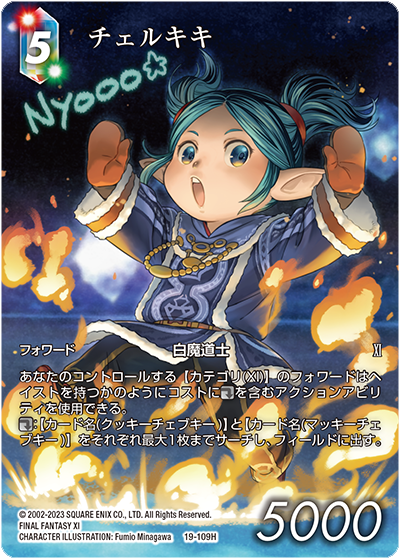 5
チェルキキ
Nyooo☆
フォワード
白魔道士
XI
あなたのコントロールする【カテゴリ(XI)】のフォワードはヘ
イストを持つかのようにコストにを含むアクションアビリ
ティを使用できる。
:【カード名(クッキーチェブキー)】と【カード名(マッキーチェ
ブキー)】をそれぞれ最大1枚までサーチし、フィールドに出す。
© 2002-2023 SQUARE ENIX CO., LTD. All Rights Reserved.
FINAL FANTASY XI
CHARACTER ILLUSTRATION: Fumio Minagawa
19-109H
5000